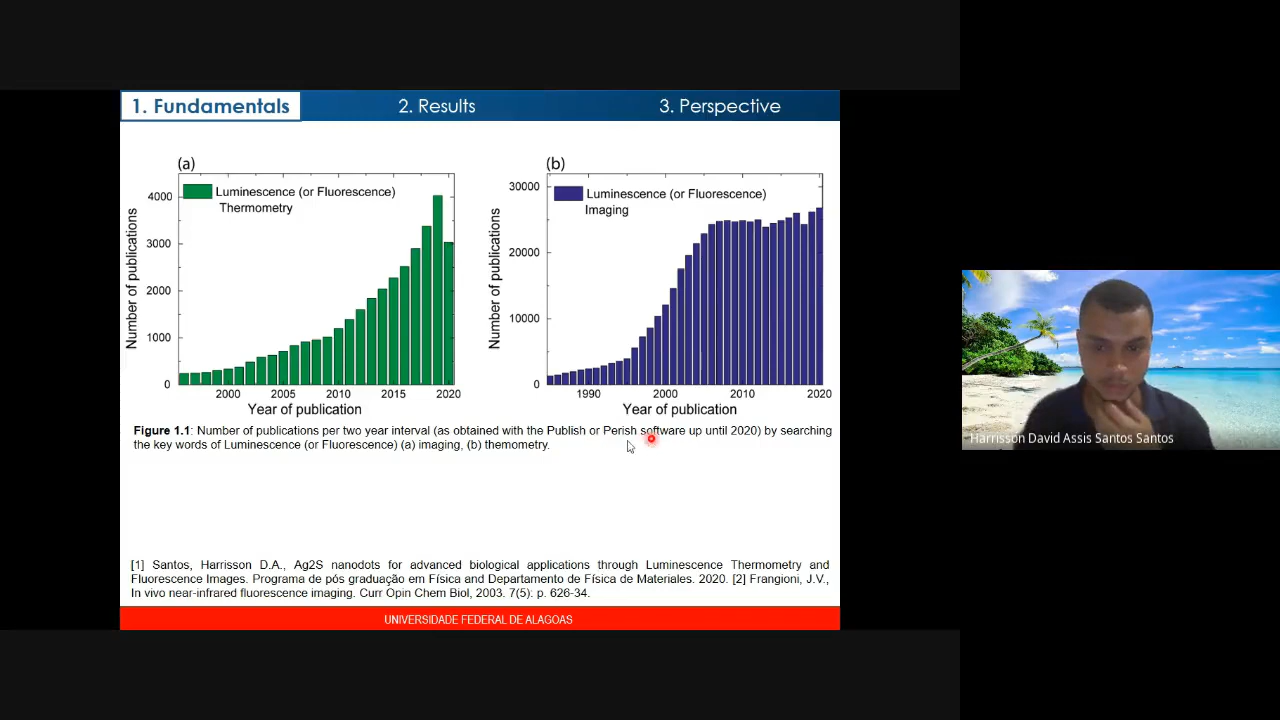 1. Fundamentals
2. Results
3. Perspective
(a)
Luminescence (or Fluorescence)
Thermometry
Number of publications
4000
3000
2000
1000
0
2000
2005
2010
2015
2020
Year of publication
(b)
Luminescence (or Fluorescence)
Imaging
Number of publications
30000
20000
10000
0
1990
2000
2010
2020
Year of publication
Figure 1.1: Number of publications per two year interval (as obtained with the Publish or Perish software up until 2020) by searching
the key words of Luminescence (or Fluorescence) (a) imaging, (b) themometry.
[1] Santos, Harrisson D.A., Ag2S nanodots for advanced biological applications through Luminescence Thermometry and
Fluorescence Images. Programa de pós graduação em Física and Departamento de Física de Materiales. 2020. [2] Frangioni, J.V.,
In vivo near-infrared fluorescence imaging. Curr Opin Chem Biol, 2003. 7(5): p. 626-34.
UNIVERSIDADE FEDERAL DE ALAGOAS
Harrisson David Assis Santos Santos